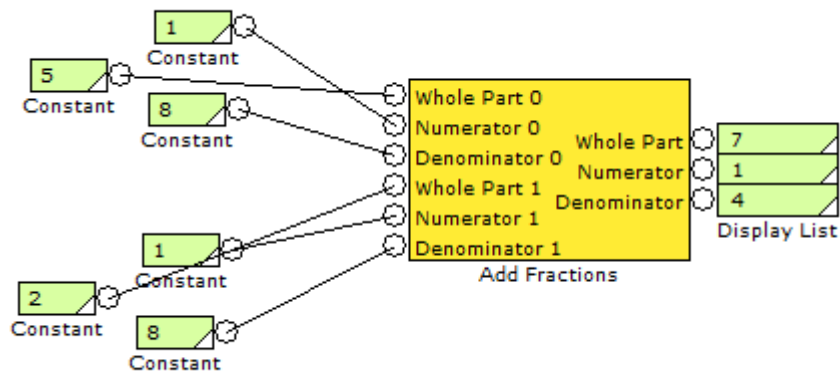 1
Constant
5
Constant
8
Constant
Whole Part 0
Numerator 0
Denominator 0
Whole Part 1
Numerator 1
Denominator 1
Whole Part
Numerator
Denominator
Add Fractions
7
1
4
Display List
1
Constant
2
Constant
8
Constant